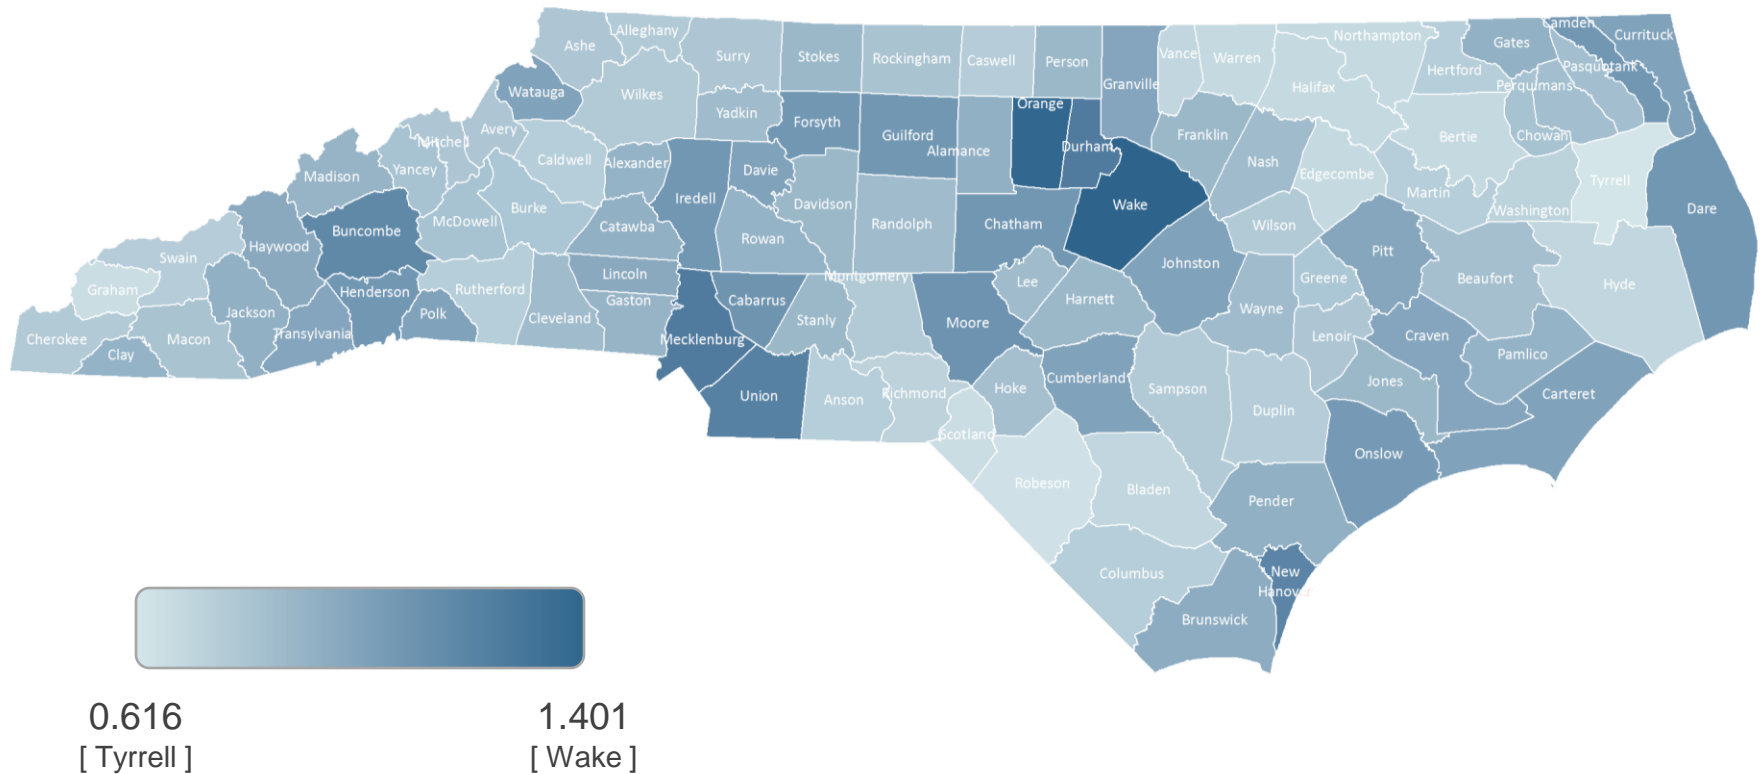 Alleghany
Ashe
Surry
Stokes
Rockingham
Caswell
Person
Granville
Vance
Warren
Northampton
Halifax
Hertford
Gates
Camden
Currituck
Pasquotank
Perqumans
Chowan
Bertie
Watauga
Wilkes
Yadkin
Forsyth
Guilford
Alamance
Orange
Durham
Franklin
Nash
Edgecombe
Martin
Washington
Tyrrell
Dare
Avery
Mitchel
Yancey
Madison
Caldwell
Alexander
Iredell
Davie
Davidson
Randolph
Chatham
Wake
Wilson
Buncombe
McDowell
Burke
Catawba
Rowan
Haywood
Swain
Graham
Cherokee
Clay
Macon
Jackson
Transylvania
Henderson
Polk
Rutherford
Cleveland
Lincoln
Gaston
Mecklenburg
Cabarrus
Stanly
Montgomery
Moore
Lee
Harnett
Johnston
Wayne
Greene
Pitt
Beaufort
Hyde
Lenoir
Craven
Pamlico
Jones
Carteret
Union
Anson
Richmond
Scotland
Hoke
Cumberland
Sampson
Duplin
Onslow
Robeson
Bladen
Pender
Columbus
Brunswick
New
Hanover
0.616
1.401
[ Tyrrell ]
[ Wake ]